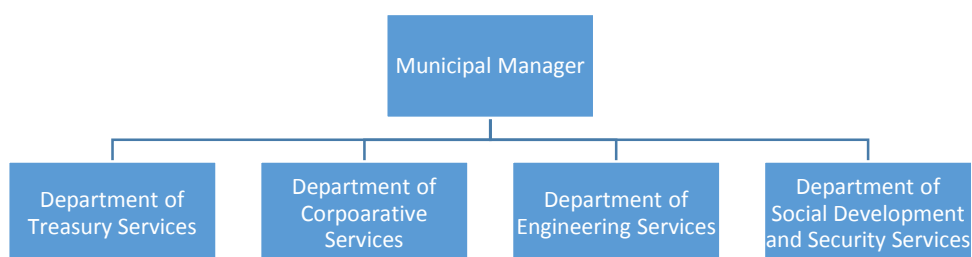 Municipal Manager
Department of
Treasury Services
Department of
Corpoarative
Services
Department of
Engineering Services
Department of
Social Development
and Security Services